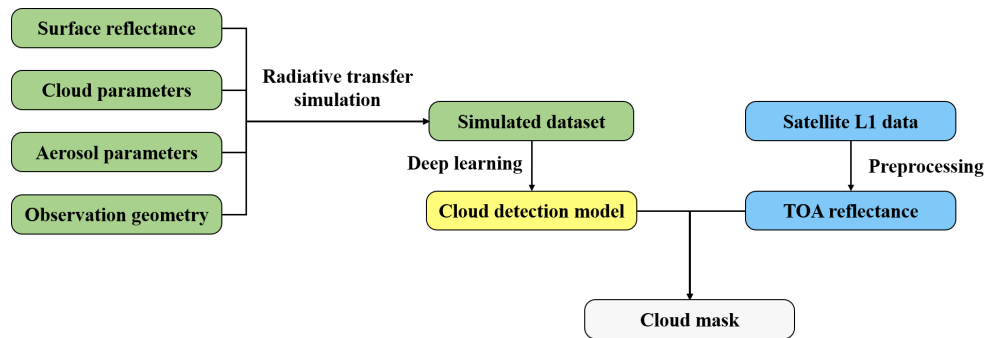 Surface reflectance
Cloud parameters
Aerosol parameters
Observation geometry
Radiative transfer
simulation
Simulated dataset
Deep learning
Cloud detection model
Satellite L1 data
Preprocessing
TOA reflectance
Cloud mask